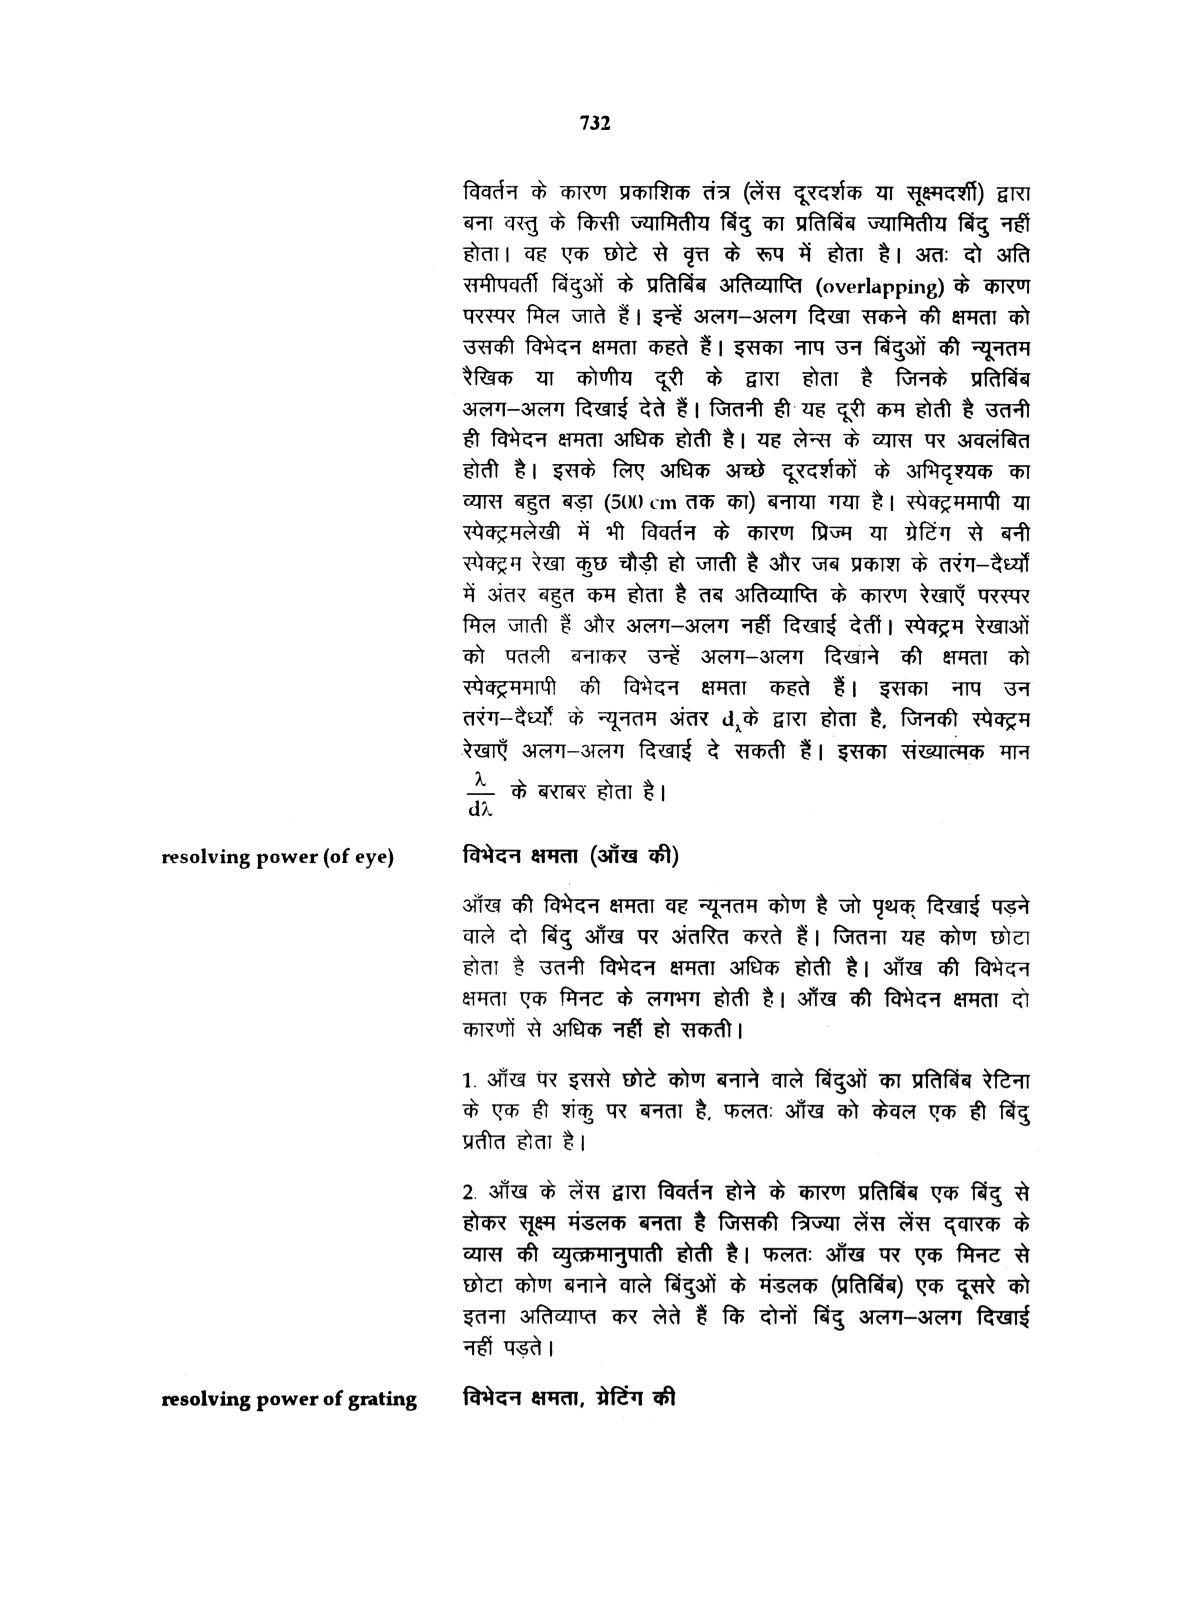 732
विवर्तन के कारण प्रकाशिक तंत्र (लेंस दूरदर्शक या सूक्ष्मदर्शी) द्वारा
बना वस्तु के किसी ज्यामितीय बिंदु का प्रतिबिंब ज्यामितीय बिंदु नहीं
होता। वह एक छोटे से वृत्त के रूप में होता है। अतः दो अति
समीपवर्ती बिंदुओं के प्रतिबिंब अतिव्याप्ति (overlapping) के कारण
परस्पर मिल जाते हैं। इन्हें अलग–अलग दिखा सकने की क्षमता को
उसकी विभेदन क्षमता कहते हैं। इसका नाप उन बिंदुओं की न्यूनतम
रैखिक या कोणीय दूरी के द्वारा होता है जिनके प्रतिबिंब
अलग–अलग दिखाई देते हैं। जितनी ही यह दूरी कम होती है उतनी
ही विभेदन क्षमता अधिक होती है। यह लेन्स के व्यास पर अवलंबित
होती है। इसके लिए अधिक अच्छे दूरदर्शकों के अभिदृश्यक का
व्यास बहुत बड़ा (500 cm तक का) बनाया गया है। स्पेक्ट्रममापी या
स्पेक्ट्रमलेखी में भी विवर्तन के कारण प्रिज्म या ग्रेटिंग से बनी
स्पेक्ट्रम रेखा कुछ चौड़ी हो जाती है और जब प्रकाश के तरंग–दैर्ध्यों
में अंतर बहुत कम होता है तब अतिव्याप्ति के कारण रेखाएँ परस्पर
मिल जाती हैं और अलग–अलग नहीं दिखाई देतीं। स्पेक्ट्रम रेखाओं
को पतली बनाकर उन्हें अलग–अलग दिखाने की क्षमता को
स्पेक्ट्रममापी की विभेदन क्षमता कहते हैं। इसका नाप उन
तरंग–दैर्ध्यों के न्यूनतम अंतर dλ के द्वारा होता है, जिनकी स्पेक्ट्रम
रेखाएँ अलग–अलग दिखाई दे सकती हैं। इसका संख्यात्मक मान
λ/dλ के बराबर होता है।
resolving power (of eye) विभेदन क्षमता (आँख की)
आँख की विभेदन क्षमता वह न्यूनतम कोण है जो पृथक् दिखाई पड़ने
वाले दो बिंदु आँख पर अंतरित करते हैं। जितना यह कोण छोटा
होता है उतनी विभेदन क्षमता अधिक होती है। आँख की विभेदन
क्षमता एक मिनट के लगभग होती है। आँख की विभेदन क्षमता दो
कारणों से अधिक नहीं हो सकती।
1. आँख पर इससे छोटे कोण बनाने वाले बिंदुओं का प्रतिबिंब रेटिना
के एक ही शंकु पर बनता है, फलतः आँख को केवल एक ही बिंदु
प्रतीत होता है।
2. आँख के लेंस द्वारा विवर्तन होने के कारण प्रतिबिंब एक बिंदु से
होकर सूक्ष्म मंडलक बनता है जिसकी त्रिज्या लेंस लेंस द्वारक के
व्यास की व्युत्क्रमानुपाती होती है। फलतः आँख पर एक मिनट से
छोटा कोण बनाने वाले बिंदुओं के मंडलक (प्रतिबिंब) एक दूसरे को
इतना अतिव्याप्त कर लेते हैं कि दोनों बिंदु अलग–अलग दिखाई
नहीं पड़ते।
resolving power of grating विभेदन क्षमता, ग्रेटिंग की